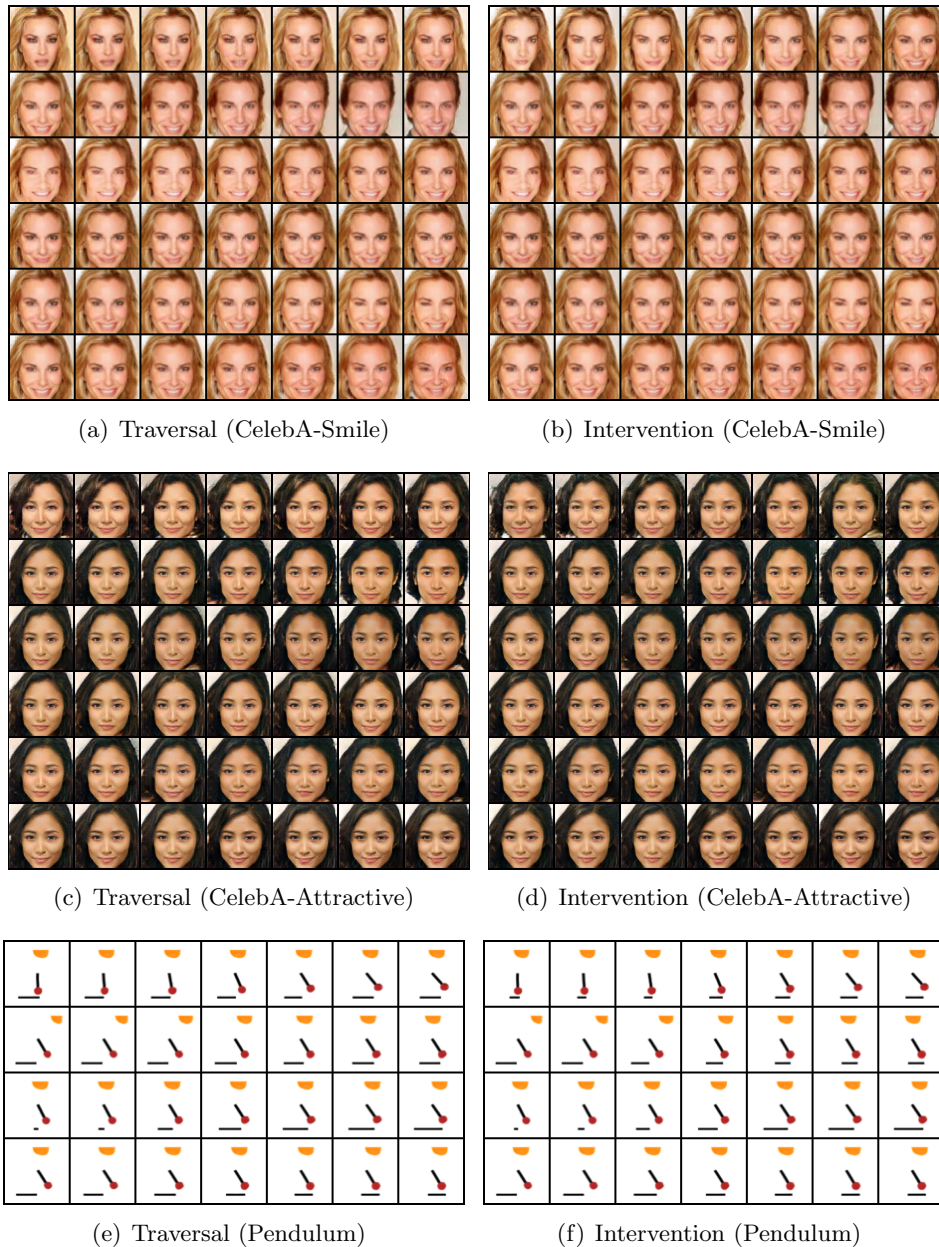 (a) Traversal (CelebA-Smile)
(b) Intervention (CelebA-Smile)
(c) Traversal (CelebA-Attractive)
(d) Intervention (CelebA-Attractive)
(e) Traversal (Pendulum)
(f) Intervention (Pendulum)